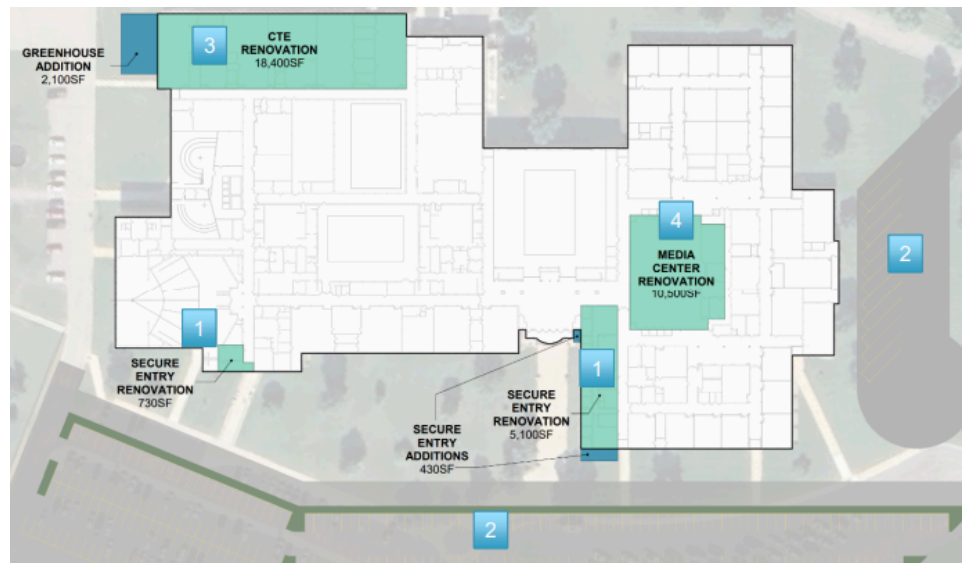 GREENHOUSE
ADDITION
2,100SF
3
CTE
RENOVATION
18,400SF
4
MEDIA
CENTER
RENOVATION
10,500SF
2
1
SECURE
ENTRY
RENOVATION
730SF
SECURE
ENTRY
ADDITIONS
430SF
1
SECURE
ENTRY
RENOVATION
5,100SF
2